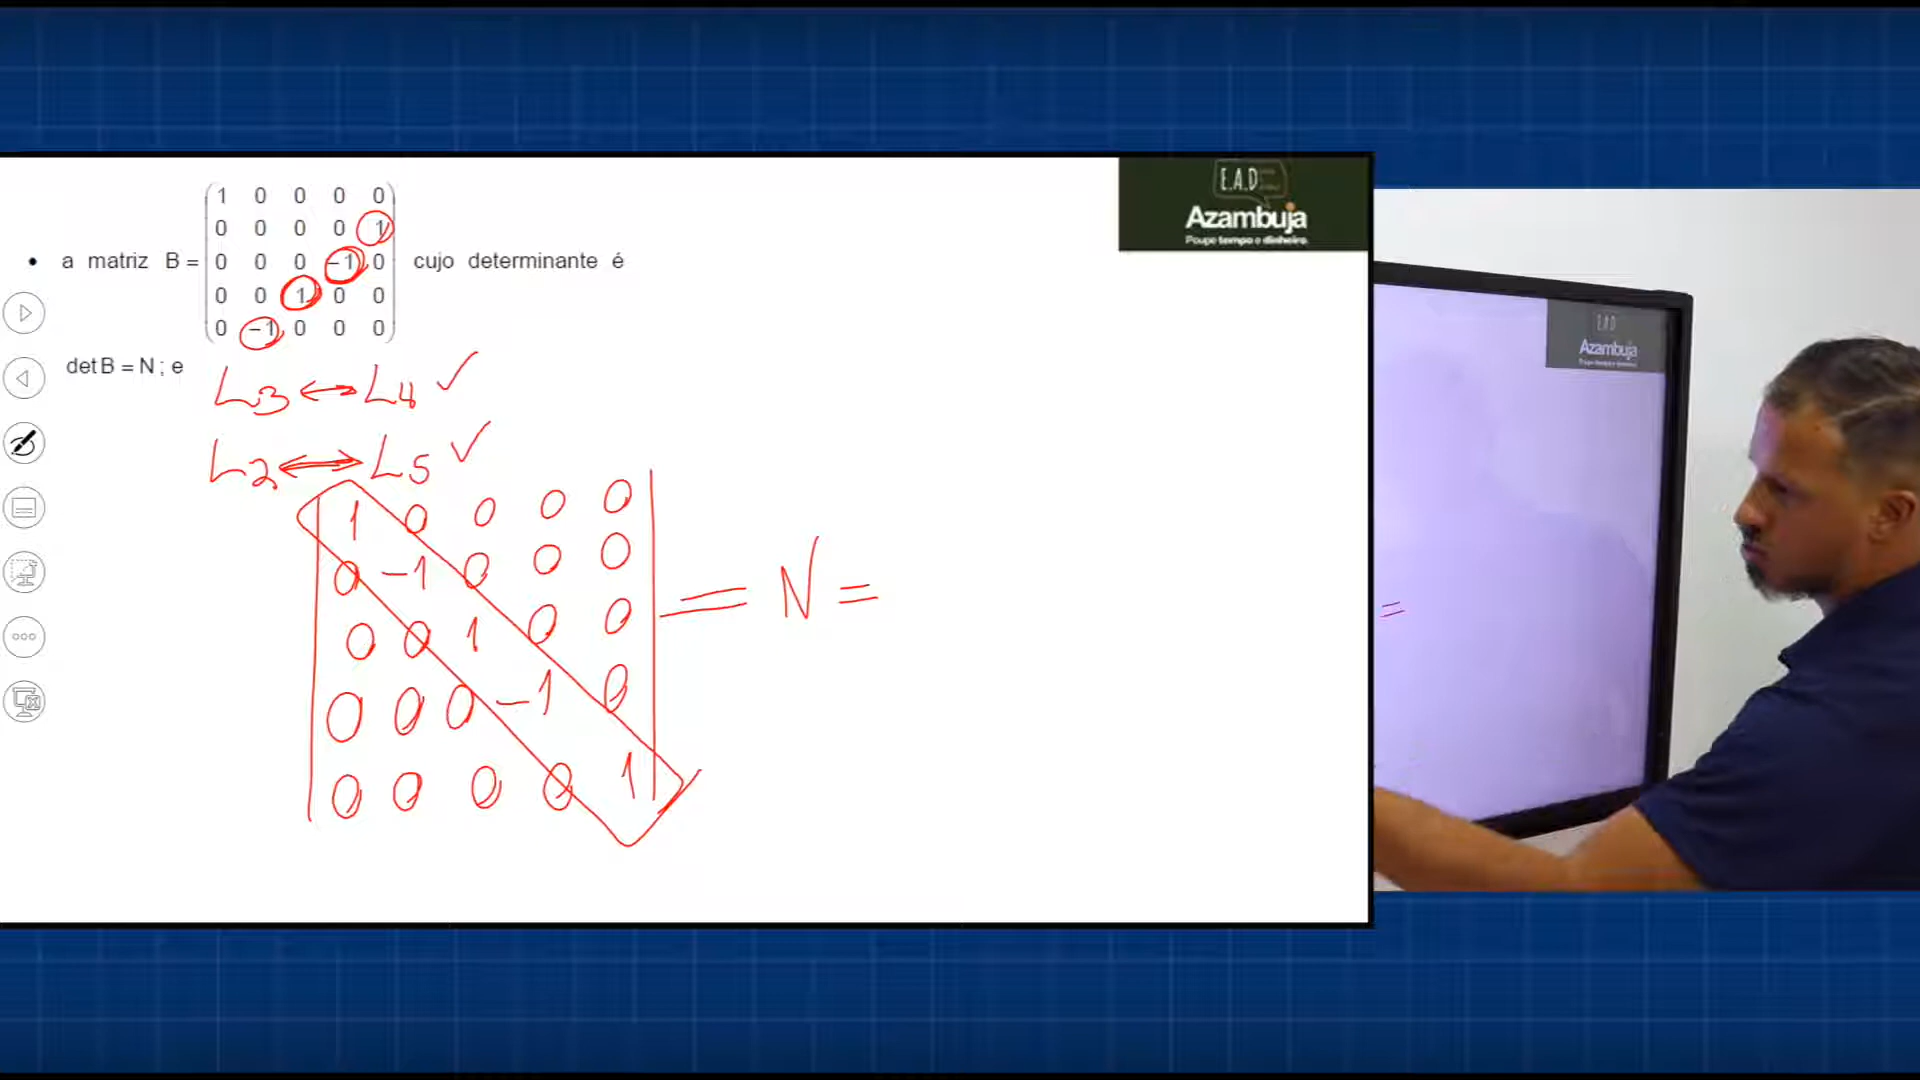 E.A.D
Azambuja
Poupe tempo e dinheiro.
1 0 0 0 0
0 0 0 0 1
• a matriz B = 0 0 0 -1 0 cujo determinante é
0 0 1 0 0
0 -1 0 0 0
det B = N ; e
L3 ↔ L4 ✓
L2 ↔ L5 ✓
1 0 0 0 0
0 -1 0 0 0
0 0 1 0 0 = N =
0 0 0 -1 0
0 0 0 0 1
EAD
Azambuja
=